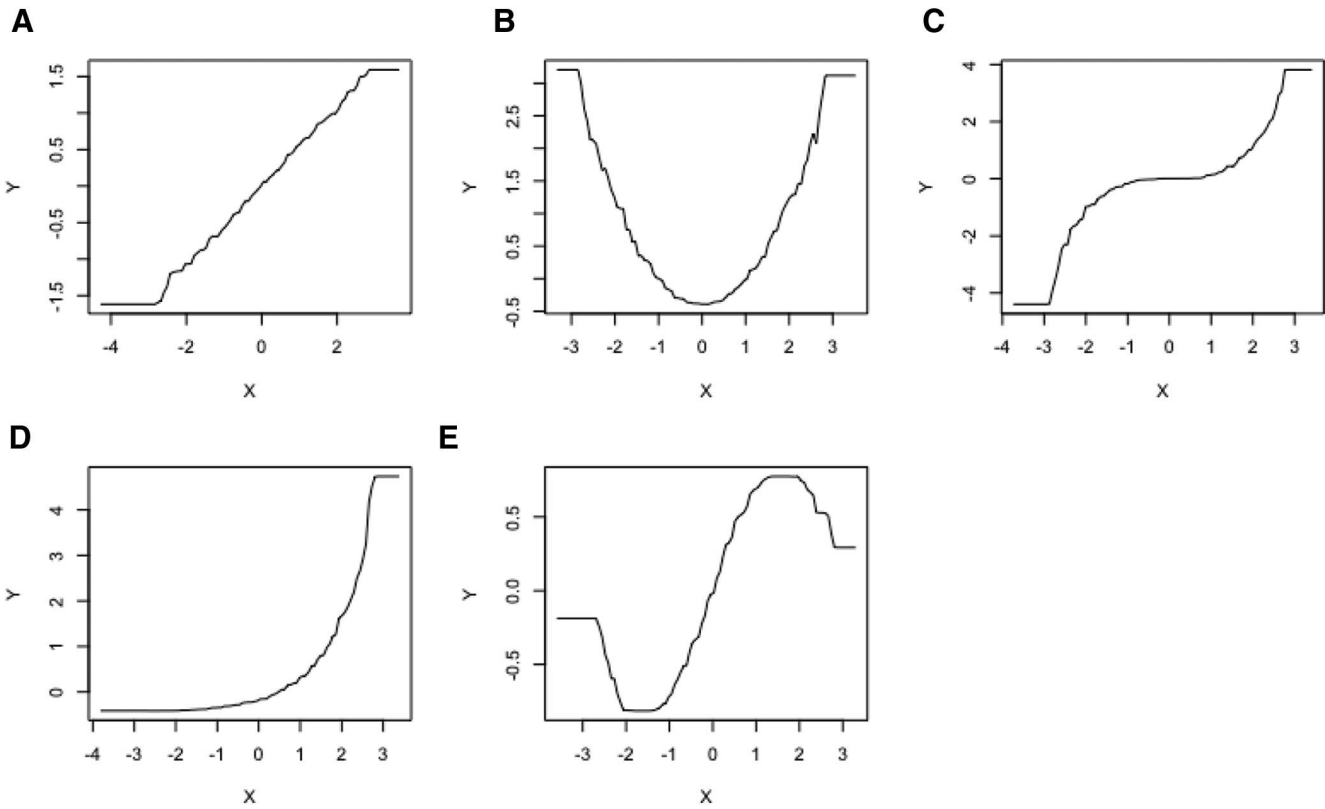 A B C
Y
-1.5 -0.5 0.5 1.5
-4 -2 0 2
X
Y
-0.5 0.5 1.5 2.5
-3 -2 -1 0 1 2 3
X
Y
-4 -2 0 2 4
-4 -3 -2 -1 0 1 2 3
X
D E
Y
0 1 2 3 4
-4 -3 -2 -1 0 1 2 3
X
Y
-0.5 0.0 0.5
-3 -2 -1 0 1 2 3
X